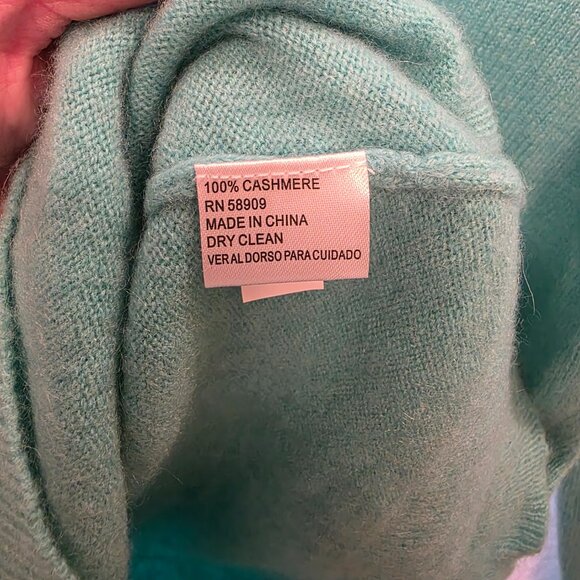 100% CASHMERE
RN 58909
MADE IN CHINA
DRY CLEAN
VER AL DORSO PARA CUIDADO